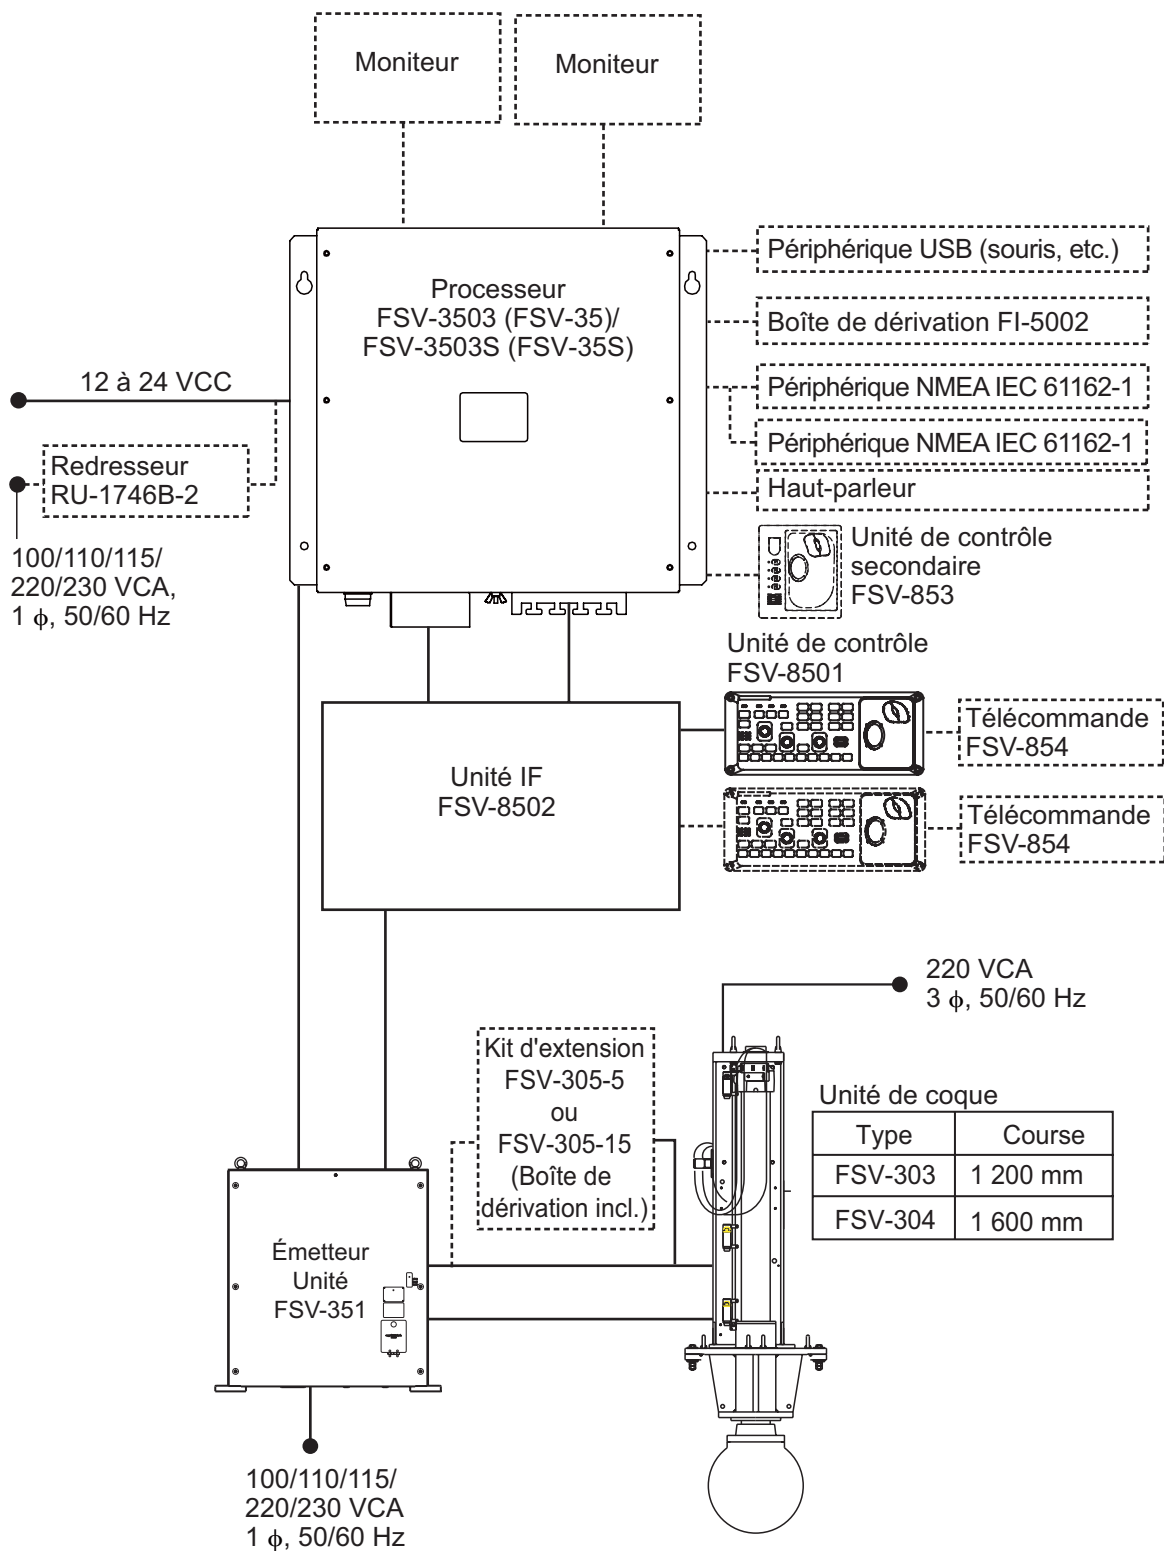 Moniteur
Moniteur
Processeur
FSV-3503 (FSV-35)/
FSV-3503S (FSV-35S)
Périphérique USB (souris, etc.)
Boîte de dérivation FI-5002
Périphérique NMEA IEC 61162-1
Périphérique NMEA IEC 61162-1
Haut-parleur
12 à 24 VCC
Redresseur
RU-1746B-2
100/110/115/
220/230 VCA,
1 ϕ, 50/60 Hz
Unité de contrôle
secondaire
FSV-853
Unité de contrôle
FSV-8501
Télécommande
FSV-854
Unité IF
FSV-8502
Télécommande
FSV-854
220 VCA
3 ϕ, 50/60 Hz
Kit d'extension
FSV-305-5
ou
FSV-305-15
(Boîte de
dérivation incl.)
Unité de coque
Type Course
FSV-303 1 200 mm
FSV-304 1 600 mm
Émetteur
Unité
FSV-351
100/110/115/
220/230 VCA
1 ϕ, 50/60 Hz